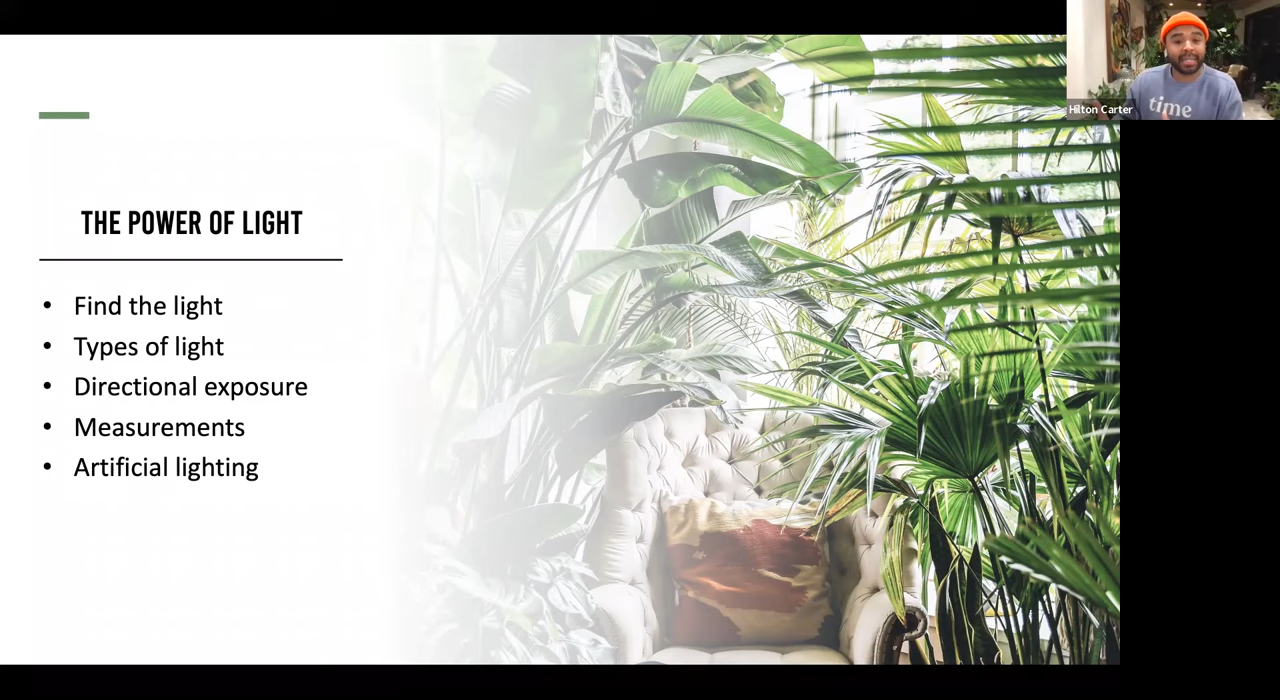 THE POWER OF LIGHT
• Find the light
• Types of light
• Directional exposure
• Measurements
• Artificial lighting
Hilton Carter
time